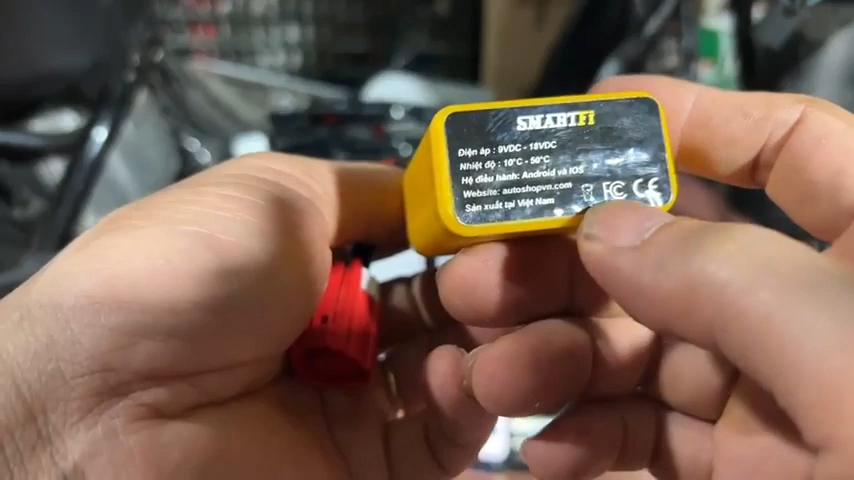 SMARTFi
Điện áp : 9VDC - 18VDC
Nhiệt độ : 10°C - 50°C
Hệ điều hành: Android và IOS
Website: autoshopvn.com
Sản xuất tại Việt Nam
FC CE